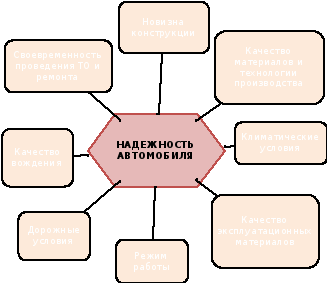 Новизна
конструкции
Своевременность
проведения ТО и
ремонта
Качество
материалов и
технологии
производства
НАДЕЖНОСТЬ
АВТОМОБИЛЯ
Климатические
условия
Качество
вождения
Дорожные
условия
Режим
работы
Качество
эксплуатационных
материалов